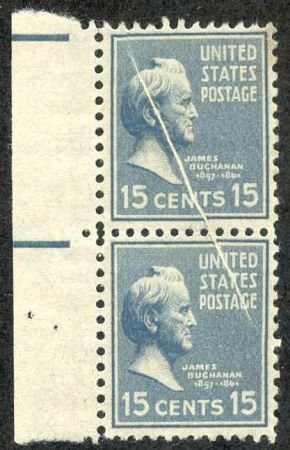 UNITED
STATES
POSTAGE
JAMES
BUCHANAN
1857-1861
15 CENTS 15
UNITED
STATES
POSTAGE
JAMES
BUCHANAN
1857-1861
15 CENTS 15